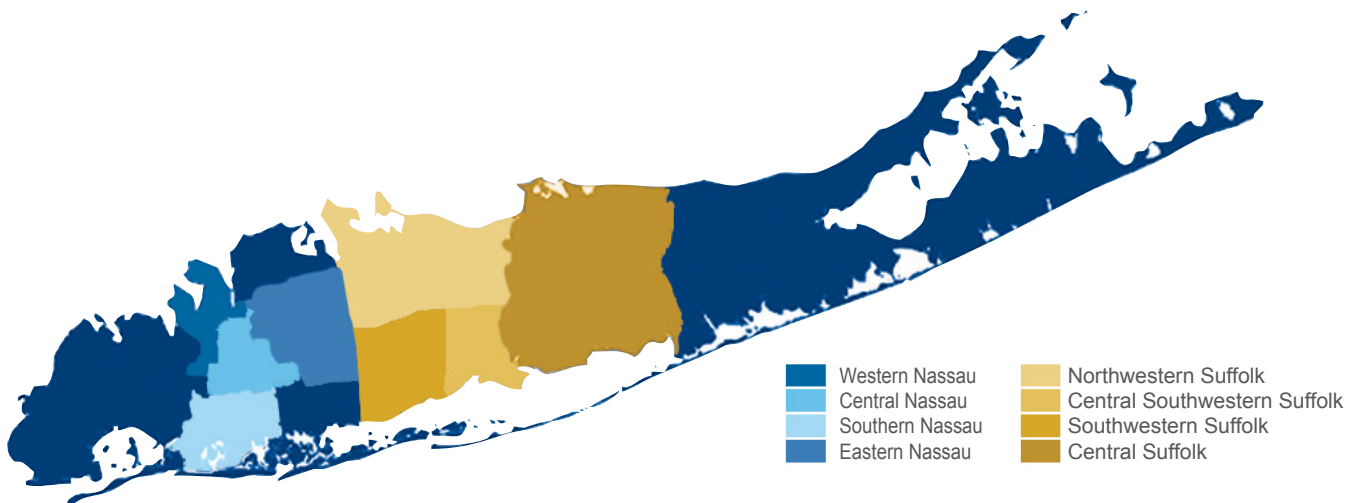 Western Nassau
Central Nassau
Southern Nassau
Eastern Nassau
Northwestern Suffolk
Central Southwestern Suffolk
Southwestern Suffolk
Central Suffolk